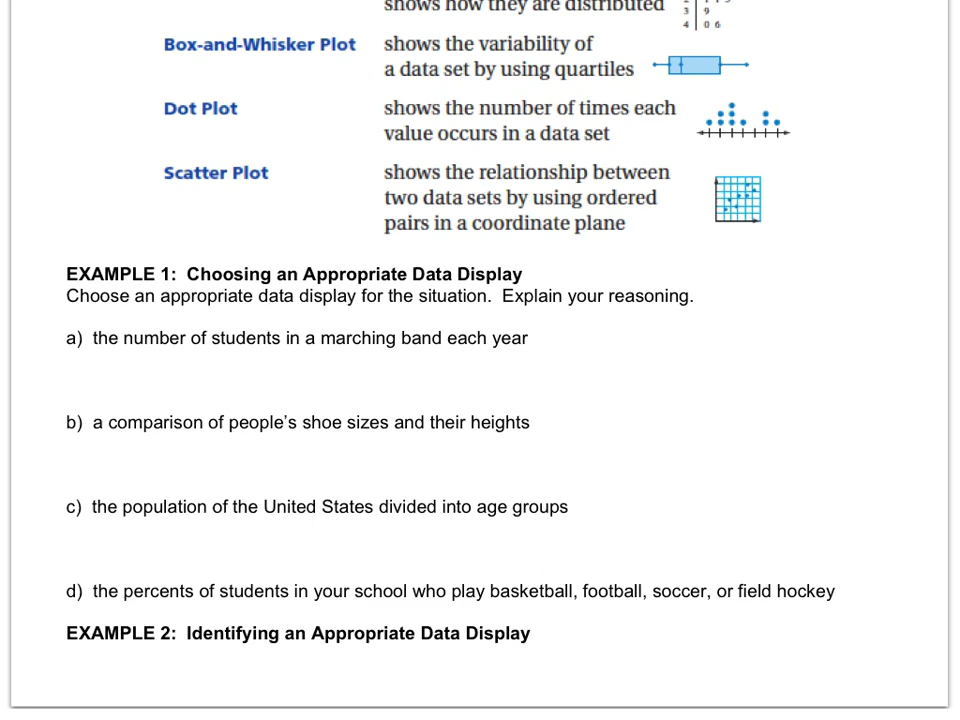 shows how they are distributed
3 9
4 0 6
Box-and-Whisker Plot shows the variability of
a data set by using quartiles
Dot Plot shows the number of times each
value occurs in a data set
Scatter Plot shows the relationship between
two data sets by using ordered
pairs in a coordinate plane
EXAMPLE 1: Choosing an Appropriate Data Display
Choose an appropriate data display for the situation. Explain your reasoning.
a) the number of students in a marching band each year
b) a comparison of people’s shoe sizes and their heights
c) the population of the United States divided into age groups
d) the percents of students in your school who play basketball, football, soccer, or field hockey
EXAMPLE 2: Identifying an Appropriate Data Display